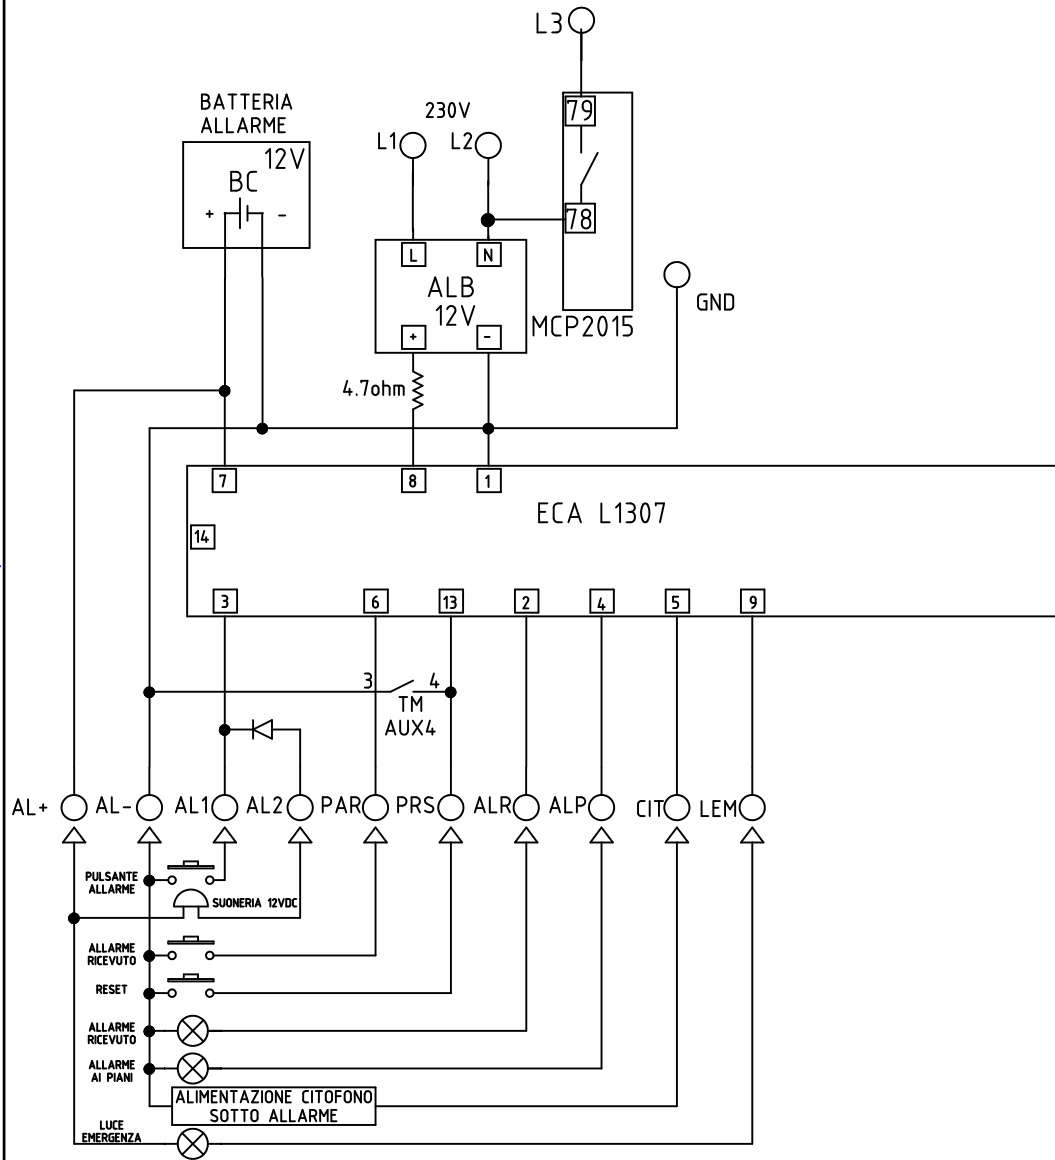 L3
79
BATTERIA
ALLARME
230V
L1
L2
12V
BC
+
-
78
L
N
ALB
12V
GND
MCP2015
+
-
4.7ohm
7
8
1
ECA L1307
14
3
6
13
2
4
5
9
3
4
TM
AUX4
AL+
AL-
AL1
AL2
PAR
PRS
ALR
ALP
CIT
LEM
PULSANTE
ALLARME
SUONERIA 12VDC
ALLARME
RICEVUTO
RESET
ALLARME
RICEVUTO
ALLARME
AI PIANI
ALIMENTAZIONE CITOFONO
SOTTO ALLARME
LUCE
EMERGENZA